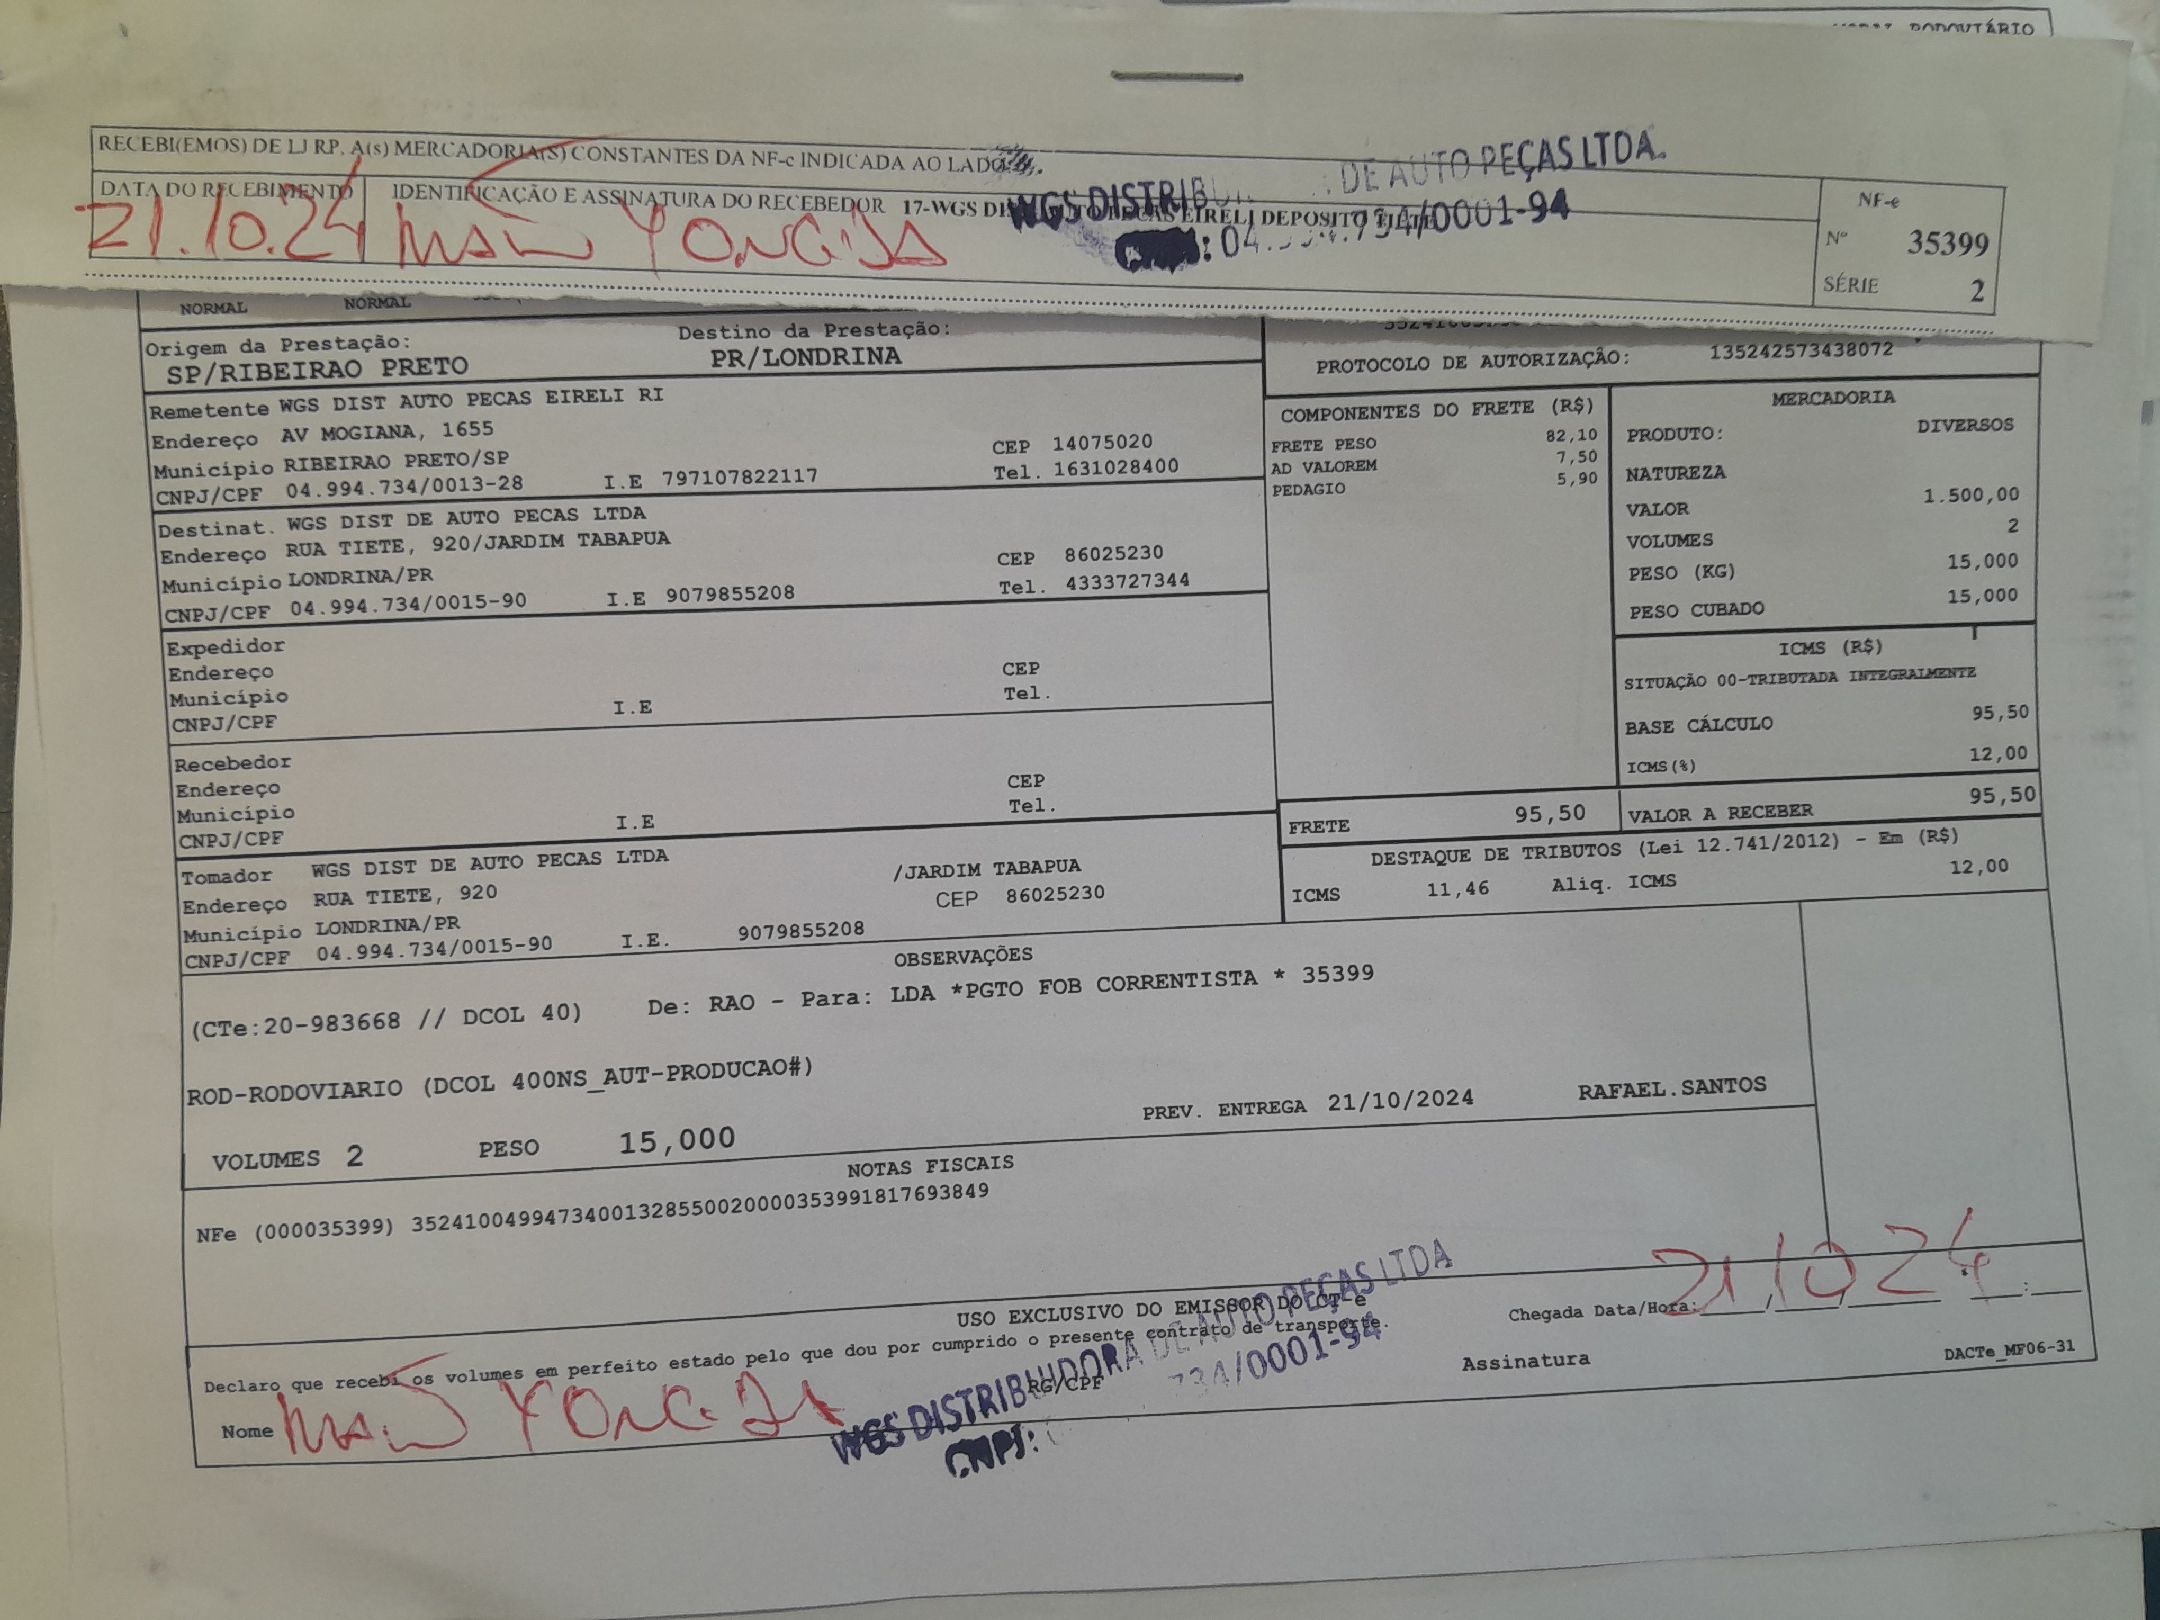 RODOVIÁRIO
RECEBI(EMOS) DE LJ RP, A(s) MERCADORIA(S) CONSTANTES DA NF-e INDICADA AO LADO
DATA DO RECEBIMENTO
21.10.24
IDENTIFICAÇÃO E ASSINATURA DO RECEBEDOR 17-WGS
EIRELI DEPOSITO
WGS DISTRIBU DE AUTO PEÇAS LTDA.
/0001-94
NF-e
Nº 35399
SÉRIE 2
NORMAL NORMAL
Origem da Prestação: Destino da Prestação:
SP/RIBEIRAO PRETO PR/LONDRINA
PROTOCOLO DE AUTORIZAÇÃO: 135242573438072
Remetente WGS DIST AUTO PECAS EIRELI RI
Endereço AV MOGIANA, 1655
CEP 14075020
Município RIBEIRAO PRETO/SP
Tel. 1631028400
CNPJ/CPF 04.994.734/0013-28 I.E 797107822117
Destinat. WGS DIST DE AUTO PECAS LTDA
Endereço RUA TIETE, 920/JARDIM TABAPUA
CEP 86025230
Município LONDRINA/PR
Tel. 4333727344
CNPJ/CPF 04.994.734/0015-90 I.E 9079855208
Expedidor
Endereço CEP
Município Tel.
CNPJ/CPF I.E
Recebedor
Endereço CEP
Município Tel.
CNPJ/CPF I.E
Tomador WGS DIST DE AUTO PECAS LTDA
Endereço RUA TIETE, 920 /JARDIM TABAPUA
CEP 86025230
Município LONDRINA/PR
CNPJ/CPF 04.994.734/0015-90 I.E. 9079855208
COMPONENTES DO FRETE (R$)
FRETE PESO 82,10
AD VALOREM 7,50
PEDAGIO 5,90
MERCADORIA
PRODUTO: DIVERSOS
NATUREZA
VALOR 1.500,00
VOLUMES 2
PESO (KG) 15,000
PESO CUBADO 15,000
ICMS (R$)
SITUAÇÃO 00-TRIBUTADA INTEGRALMENTE
BASE CÁLCULO 95,50
ICMS(%) 12,00
FRETE 95,50 VALOR A RECEBER 95,50
DESTAQUE DE TRIBUTOS (Lei 12.741/2012) - Em (R$)
ICMS 11,46 Aliq. ICMS 12,00
OBSERVAÇÕES
(CTe:20-983668 // DCOL 40) De: RAO - Para: LDA *PGTO FOB CORRENTISTA * 35399
ROD-RODOVIARIO (DCOL 400NS_AUT-PRODUCAO#)
PREV. ENTREGA 21/10/2024 RAFAEL.SANTOS
VOLUMES 2 PESO 15,000
NOTAS FISCAIS
NFe (000035399) 35241004994734001328550020000353991817693849
USO EXCLUSIVO DO EMISSOR DO CT-e
Declaro que recebi os volumes em perfeito estado pelo que dou por cumprido o presente contrato de transporte.
Chegada Data/Hora: 21/10 24
Nome
RG/CPF
Assinatura
DACTe_MF06-31
WGS DISTRIBUIDORA DE AUTO PEÇAS LTDA
CNPJ: 734/0001-94